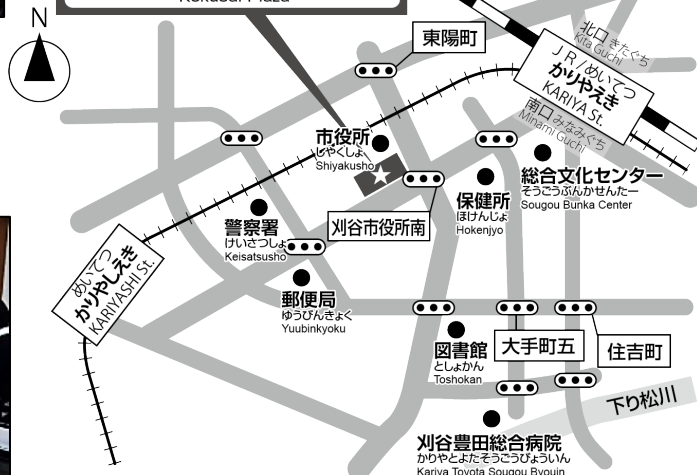 Kokusai Plaza
N
東陽町
北口 きたぐち
Kita Guchi
JR/めいてつ
かりやえき
KARIYA St.
南口 みなみぐち
Minami Guchi
市役所
しやくしょ
Shiyakusho
総合文化センター
そうごうぶんかせんたー
Sougou Bunka Center
保健所
ほけんじょ
Hokenjyo
警察署
けいさつしょ
Keisatsusho
刈谷市役所南
めいてつ
かりやしえき
KARIYASHI St.
郵便局
ゆうびんきょく
Yuubinkyoku
図書館
としょかん
Toshokan
大手町五
住吉町
下り松川
刈谷豊田総合病院
かりやとよたそうごうびょういん
Kariya Toyota Sougou Byouin